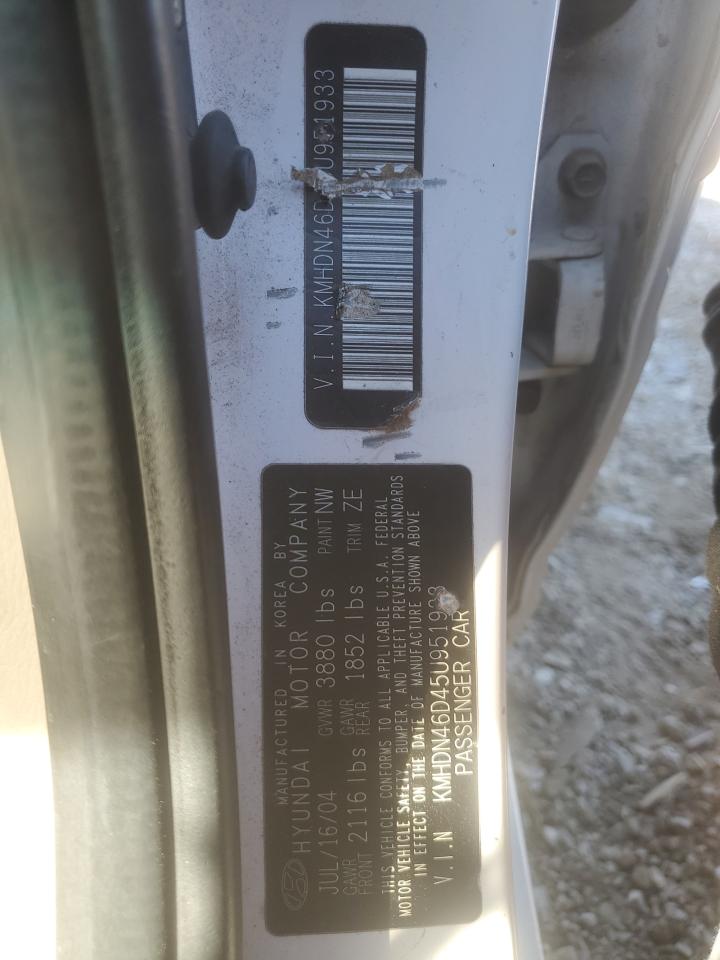 V.I.N. KMHDN46D U951933
MANUFACTURED IN KOREA BY
HYUNDAI MOTOR COMPANY
JUL/16/04 GVWR 3880 lbs PAINT NW
GAWR FRONT 2116 lbs GAWR REAR 1852 lbs TRIM ZE
THIS VEHICLE CONFORMS TO ALL APPLICABLE U.S.A. FEDERAL
MOTOR VEHICLE SAFETY, BUMPER, AND THEFT PREVENTION STANDARDS
IN EFFECT ON THE DATE OF MANUFACTURE SHOWN ABOVE
V.I.N KMHDN46D45U951933
PASSENGER CAR